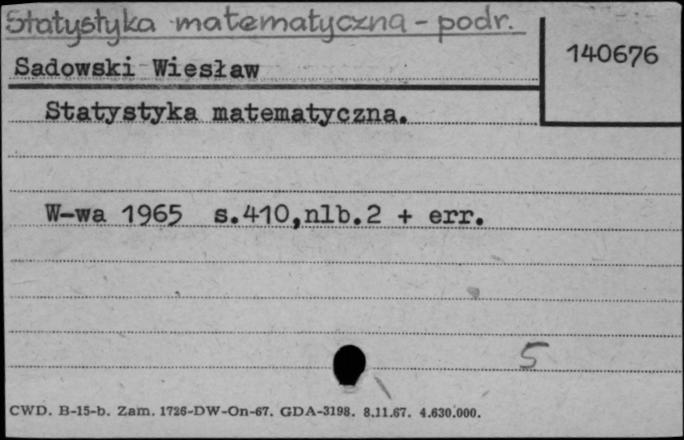 Statystyka matematyczna - podr.
140676
Sadowski Wiesław
Statystyka matematyczna.
W-wa 1965 s.410,nlb.2 + err.
5
CWD. B-15-b. Zam. 1726-DW-On-67. GDA-3198. 8.11.67. 4.630.000.